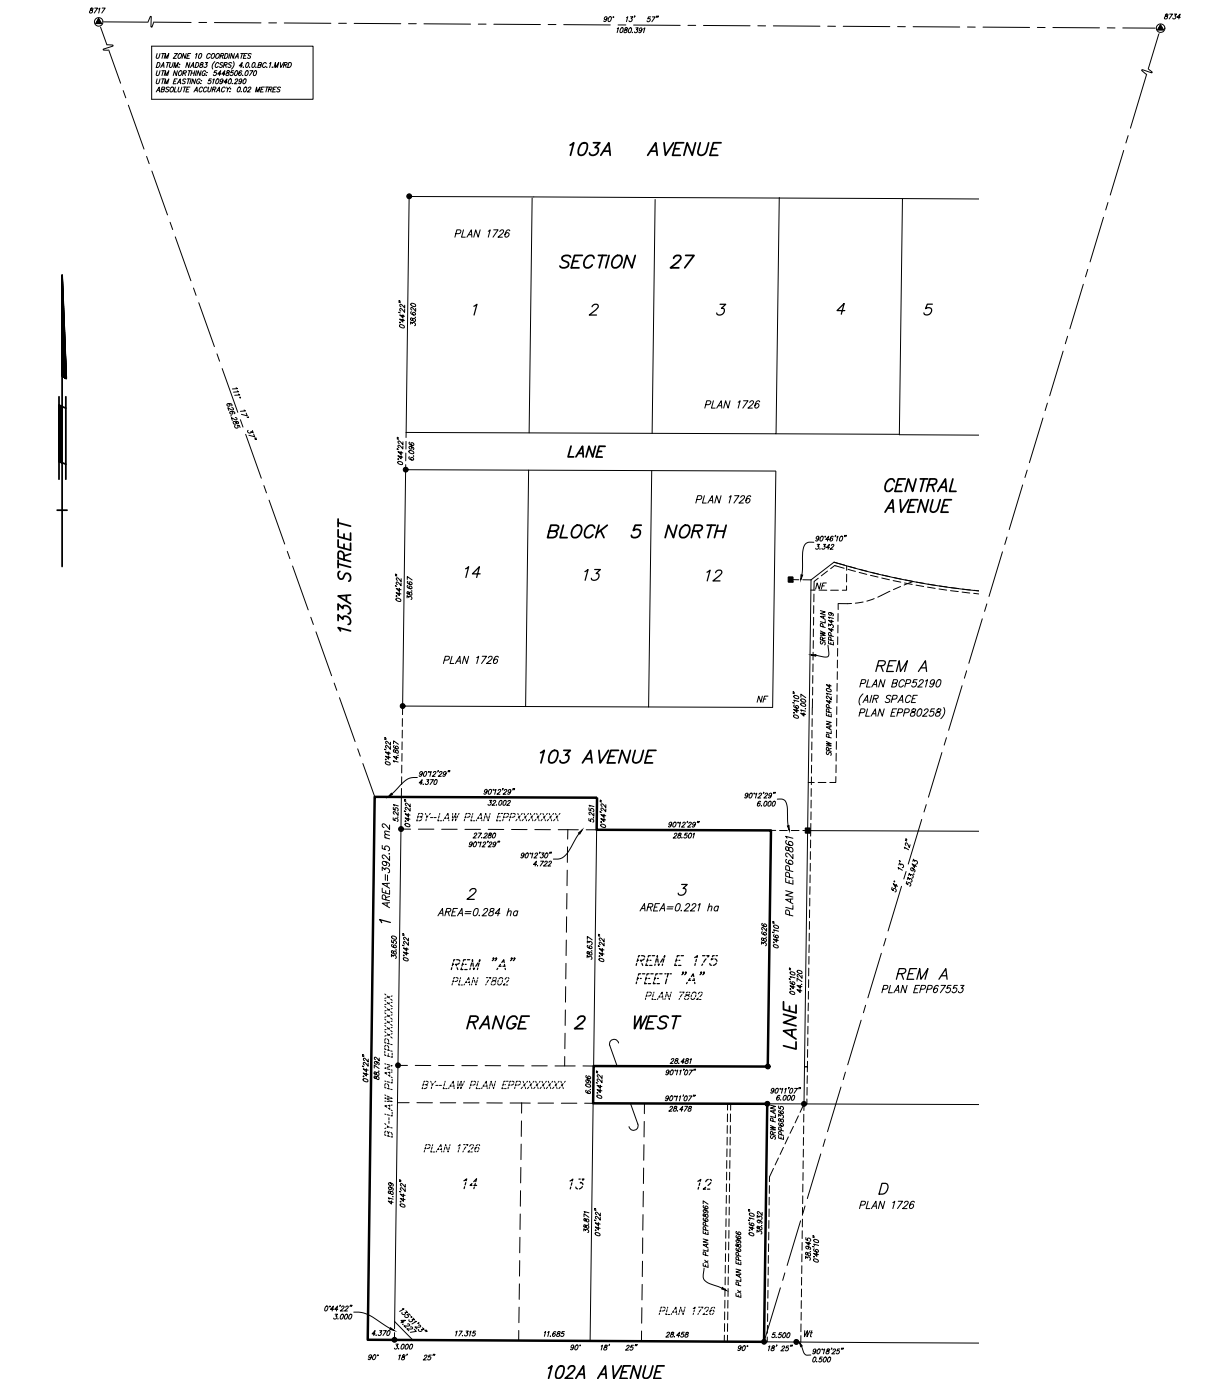 8717
90° 13' 57"
1080.391
8734
UTM ZONE 10 COORDINATES
DATUM: NAD83 (CSRS) 4.0.0.BC.1.MVRD
UTM NORTHING: 5448506.070
UTM EASTING: 510940.290
ABSOLUTE ACCURACY: 0.02 METRES
103A AVENUE
PLAN 1726
SECTION 27
1
2
3
4
5
0°44'22"
38.620
PLAN 1726
111° 17' 37"
626.285
0°44'22"
6.096
LANE
CENTRAL
AVENUE
PLAN 1726
BLOCK 5 NORTH
14
13
12
133A STREET
0°44'22"
38.667
90°46'10"
3.342
NF
SRW PLAN
EPP43419
PLAN 1726
NF
REM A
PLAN BCP52190
(AIR SPACE
PLAN EPP80258)
0°46'10"
41.007
SRW PLAN EPP42104
103 AVENUE
0°44'22"
14.867
90°12'29"
4.370
90°12'29"
32.002
90°12'29"
6.000
5.251
0°44'22"
BY-LAW PLAN EPPXXXXXXX
5.251
0°44'22"
27.280
90°12'29"
90°12'30"
4.722
90°12'29"
28.501
PLAN EPP62861
54° 13' 12"
533.943
1 AREA=392.5 m2
2
AREA=0.284 ha
3
AREA=0.221 ha
38.650
0°44'22"
38.637
0°44'22"
38.626
0°46'10"
REM "A"
PLAN 7802
REM E 175
FEET "A"
PLAN 7802
0°46'10"
44.720
REM A
PLAN EPP67553
RANGE 2 WEST
LANE
BY-LAW PLAN EPPXXXXXXX
0°44'22"
88.792
28.481
90°11'07"
BY-LAW PLAN EPPXXXXXXX
6.096
0°44'22"
90°11'07"
28.478
90°11'07"
6.000
SRW PLAN
EPP68365
PLAN 1726
14
13
12
D
PLAN 1726
41.899
0°44'22"
38.871
0°44'22"
Ex PLAN EPP68967
Ex PLAN EPP68966
0°46'10"
38.932
38.945
0°46'10"
0°44'22"
3.000
135°31'23"
4.227
PLAN 1726
4.370
3.000
17.315
11.685
28.458
5.500
Wt
90° 18' 25"
90° 18' 25"
90° 18' 25"
90°18'25"
0.500
102A AVENUE